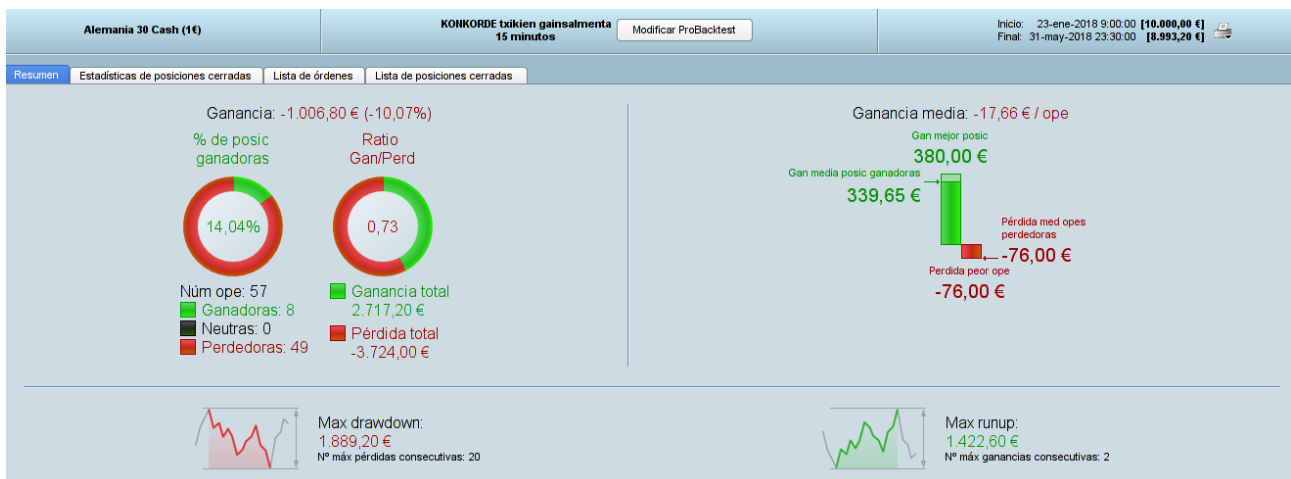 Alemania 30 Cash (1€)
KONKORDE txikien gainsalmenta
15 minutos
Modificar ProBacktest
Inicio: 23-ene-2018 9:00:00 [10.000,00 €]
Final: 31-may-2018 23:30:00 [8.993,20 €]
Resumen
Estadísticas de posiciones cerradas
Lista de órdenes
Lista de posiciones cerradas
Ganancia: -1.006,80 € (-10,07%)
% de posic
ganadoras
Ratio
Gan/Perd
14,04%
0,73
Núm ope: 57
Ganadoras: 8
Neutras: 0
Perdedoras: 49
Ganancia total
2.717,20 €
Pérdida total
-3.724,00 €
Ganancia media: -17,66 € / ope
Gan mejor posic
380,00 €
Gan media posic ganadoras
339,65 €
Pérdida med opes
perdedoras
-76,00 €
Perdida peor ope
-76,00 €
Max drawdown:
1.889,20 €
Nº máx pérdidas consecutivas: 20
Max runup:
1.422,60 €
Nº máx ganancias consecutivas: 2